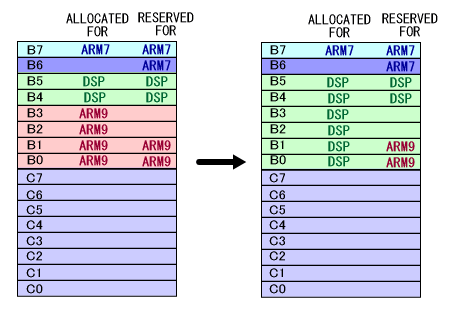 ALLOCATED RESERVED
FOR FOR
B7 ARM7 ARM7
B6 ARM7
B5 DSP DSP
B4 DSP DSP
B3 ARM9
B2 ARM9
B1 ARM9 ARM9
B0 ARM9 ARM9
C7
C6
C5
C4
C3
C2
C1
C0
ALLOCATED RESERVED
FOR FOR
B7 ARM7 ARM7
B6 ARM7
B5 DSP DSP
B4 DSP DSP
B3 DSP
B2 DSP
B1 DSP ARM9
B0 DSP ARM9
C7
C6
C5
C4
C3
C2
C1
C0